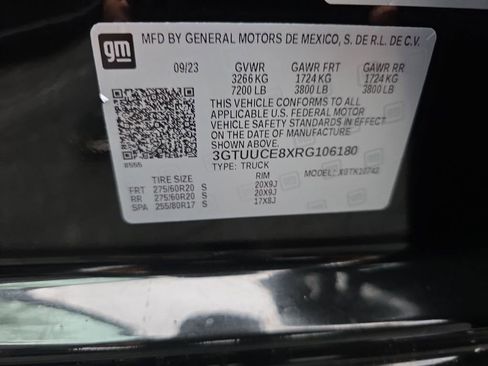 gm
MFD BY GENERAL MOTORS DE MEXICO, S. DE R.L. DE C.V.
09/23 GVWR GAWR FRT GAWR RR
3266 KG 1724 KG 1724 KG
7200 LB 3800 LB 3800 LB
THIS VEHICLE CONFORMS TO ALL
APPLICABLE U.S. FEDERAL MOTOR
VEHICLE SAFETY STANDARDS IN EFFECT
ON THE DATE OF MANUFACTURE
SHOWN ABOVE.
3GTUUCE8XRG106180
TYPE: TRUCK MODEL:
TIRE SIZE RIM
FRT 275/60R20 S 20X9J
RR 275/60R20 S 20X9J
SPA 255/80R17 S 17X8J